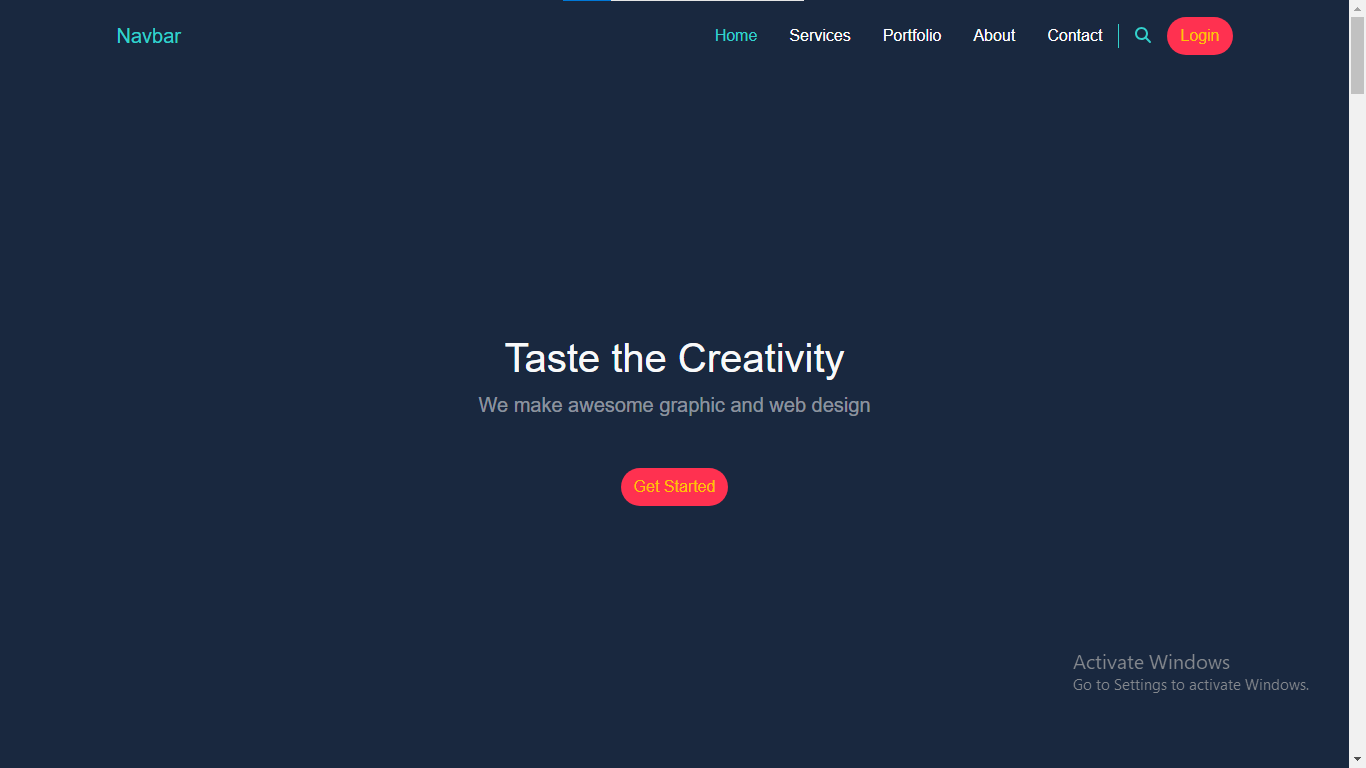 Navbar Home Services Portfolio About Contact Login
Taste the Creativity
We make awesome graphic and web design
Get Started
Activate Windows
Go to Settings to activate Windows.